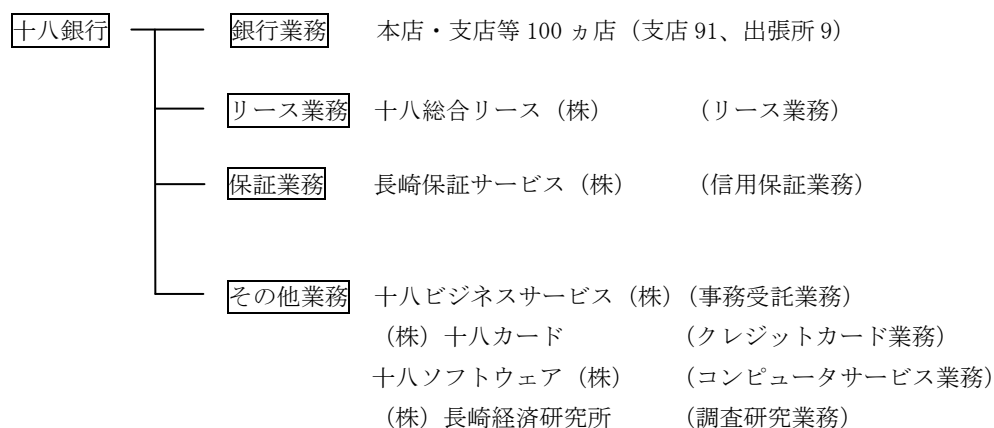 十八銀行 銀行業務 本店・支店等 100 ヵ店（支店 91、出張所 9）
リース業務 十八総合リース（株） （リース業務）
保証業務 長崎保証サービス（株） （信用保証業務）
その他業務 十八ビジネスサービス（株）（事務受託業務）
（株）十八カード （クレジットカード業務）
十八ソフトウェア（株） （コンピュータサービス業務）
（株）長崎経済研究所 （調査研究業務）